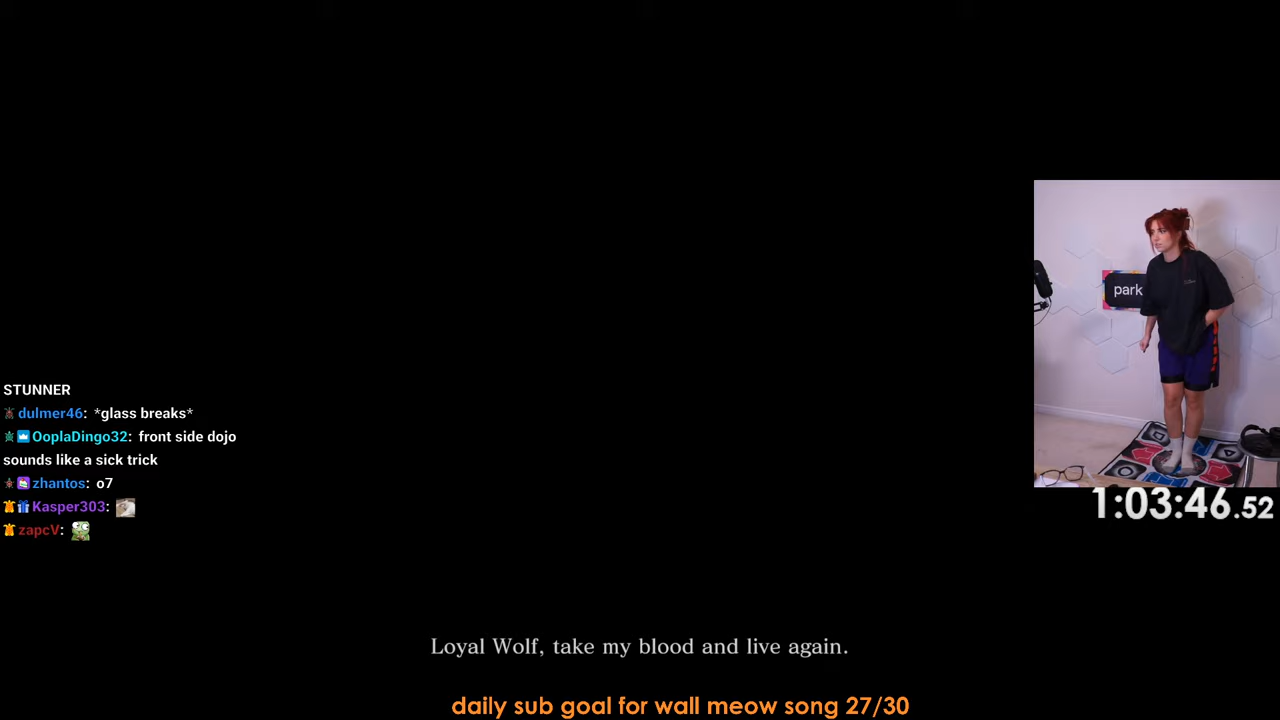 STUNNER
dulmer46: *glass breaks*
OoplaDingo32: front side dojo
sounds like a sick trick
zhantos: o7
Kasper303:
zapcV:
park
1:03:46.52
Loyal Wolf, take my blood and live again.
daily sub goal for wall meow song 27/30